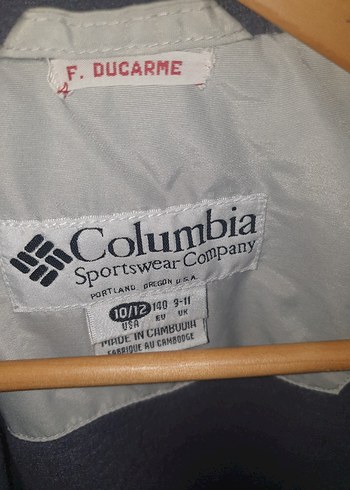 F. DUCARME
4
Columbia
Sportswear Company
PORTLAND, OREGON U.S.A.
10/12 140 9-11
USA EU UK
MADE IN CAMBODIA
FABRIQUE AU CAMBODGE